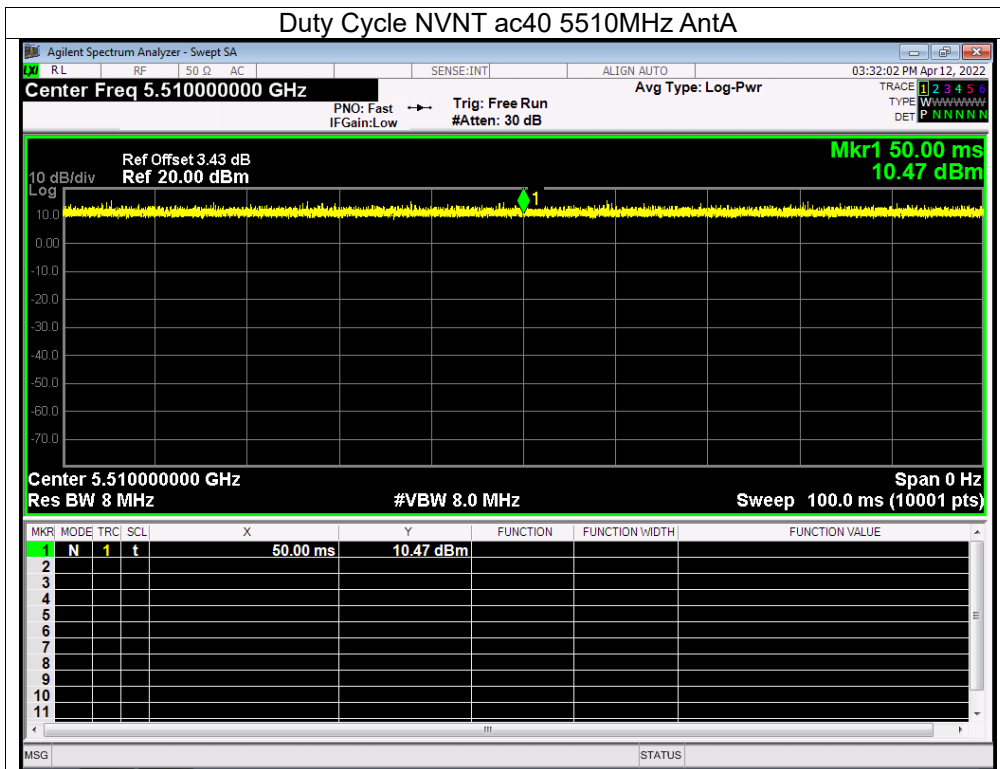 Duty Cycle NVNT ac40 5510MHz AntA
Agilent Spectrum Analyzer - Swept SA
LXI RL RF 50 Ω AC SENSE:INT ALIGN AUTO 03:32:02 PM Apr 12, 2022
Center Freq 5.510000000 GHz Avg Type: Log-Pwr TRACE 1 2 3 4 5 6
PNO: Fast Trig: Free Run TYPE WWWWWWW
IFGain:Low #Atten: 30 dB DET P N N N N N
Ref Offset 3.43 dB Mkr1 50.00 ms
10 dB/div Ref 20.00 dBm 10.47 dBm
Log
1
10.0
0.00
-10.0
-20.0
-30.0
-40.0
-50.0
-60.0
-70.0
Center 5.510000000 GHz Span 0 Hz
Res BW 8 MHz #VBW 8.0 MHz Sweep 100.0 ms (10001 pts)
MKR MODE TRC SCL X Y FUNCTION FUNCTION WIDTH FUNCTION VALUE
1 N 1 t 50.00 ms 10.47 dBm
2
3
4
5
6
7
8
9
10
11
MSG STATUS